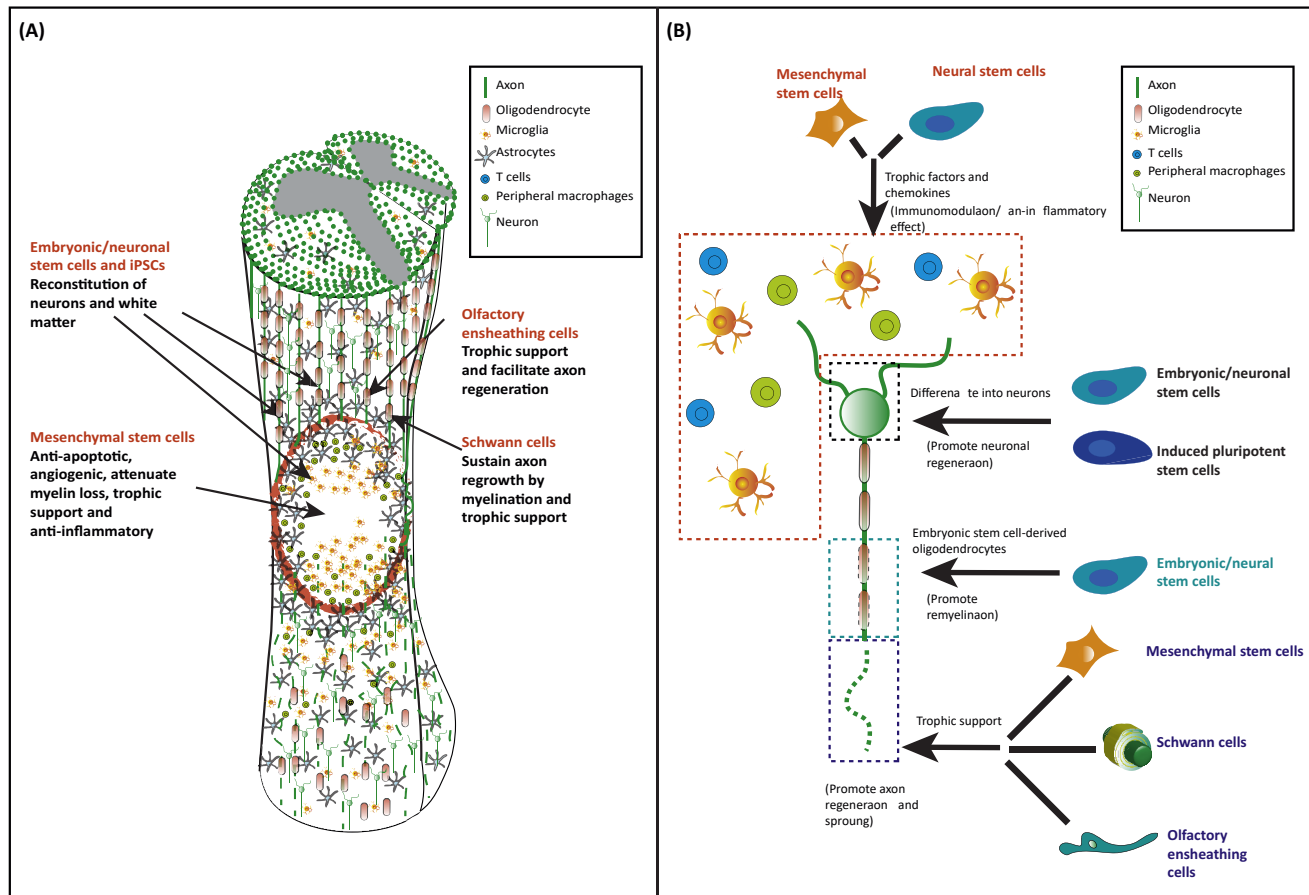 (A)
Axon
Oligodendrocyte
Microglia
Astrocytes
T cells
Peripheral macrophages
Neuron
Embryonic/neuronal
stem cells and iPSCs
Reconstitution of
neurons and white
matter
Olfactory
ensheathing cells
Trophic support
and facilitate axon
regeneration
Mesenchymal stem cells
Anti-apoptotic,
angiogenic, attenuate
myelin loss, trophic
support and
anti-inflammatory
Schwann cells
Sustain axon
regrowth by
myelination and
trophic support
(B)
Mesenchymal
stem cells
Neural stem cells
Axon
Oligodendrocyte
Microglia
T cells
Peripheral macrophages
Neuron
Trophic factors and
chemokines
(Immunomodulaon/ an-in flammatory
effect)
Differena te into neurons
(Promote neuronal
regeneraon)
Embryonic/neuronal
stem cells
Induced pluripotent
stem cells
Embryonic stem cell-derived
oligodendrocytes
(Promote
remyelinaon)
Embryonic/neural
stem cells
Mesenchymal stem cells
Trophic support
Schwann cells
(Promote axon
regeneraon and
sproung)
Olfactory
ensheathing
cells